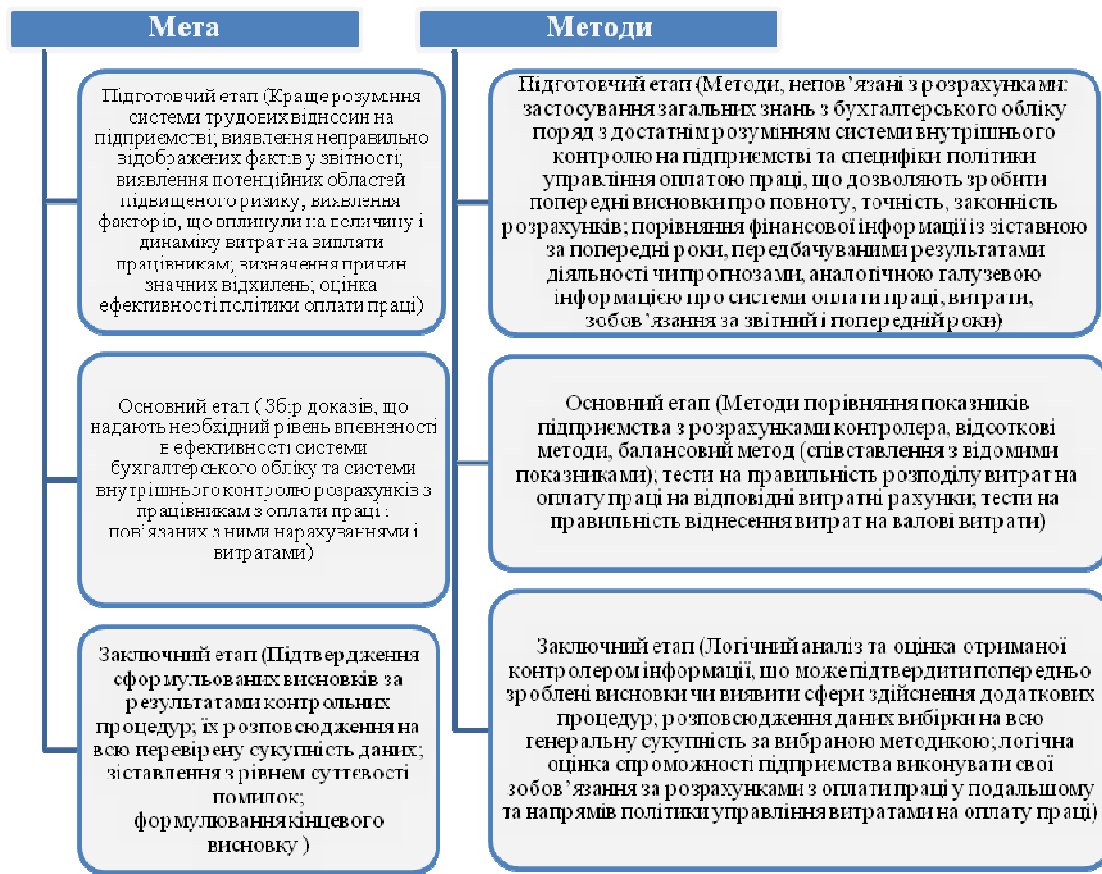 Мета
Підготовчий етап (Краще розуміння
системи трудових відносин на
підприємстві; виявлення неправильно
відображених фактів у звітності;
виявлення потенційних областей
підвищеного ризику; виявлення
факторів, що вплинули на величину і
динаміку витрат на виплати
працівникам; визначення причин
значних відхилень; оцінка
ефективності політики оплати праці)
Основний етап ( Збір доказів, що
надають необхідний рівень впевненості
в ефективності системи
бухгалтерського обліку та системи
внутрішнього контролю розрахунків з
працівникам з оплати праці і
пов’язаних з ними нарахуваннями і
витратами)
Заключний етап (Підтвердження
сформульованих висновків за
результатами контрольних
процедур; їх розповсюдження на
всю перевірену сукупність даних;
зіставлення з рівнем суттєвості
помилок;
формулювання кінцевого
висновку )
Методи
Підготовчий етап (Методи, непов’язані з розрахунками:
застосування загальних знань з бухгалтерського обліку
поряд з достатнім розумінням системи внутрішнього
контролю на підприємстві та специфіки політики
управління оплатою праці, що дозволяють зробити
попередні висновки про повноту, точність, законність
розрахунків; порівняння фінансової інформації із зіставною
за попередні роки, передбачуваними результатами
діяльності чи прогнозами, аналогічною галузевою
інформацією про системи оплати праці, витрати,
зобов’язання за звітний і попередній роки)
Основний етап (Методи порівняння показників
підприємства з розрахунками контролера, відсоткові
методи, балансовий метод (співставлення з відомими
показниками); тести на правильність розподілу витрат на
оплату праці на відповідні витратні рахунки; тести на
правильність віднесення витрат на валові витрати)
Заключний етап (Логічний аналіз та оцінка отриманої
контролером інформації, що може підтвердити попередньо
зроблені висновки чи виявити сфери здійснення додаткових
процедур; розповсюдження даних вибірки на всю
генеральну сукупність за вибраною методикою; логічна
оцінка спроможності підприємства виконувати свої
зобов’язання за розрахунками з оплати праці у подальшому
та напрямів політики управління витратами на оплату праці)